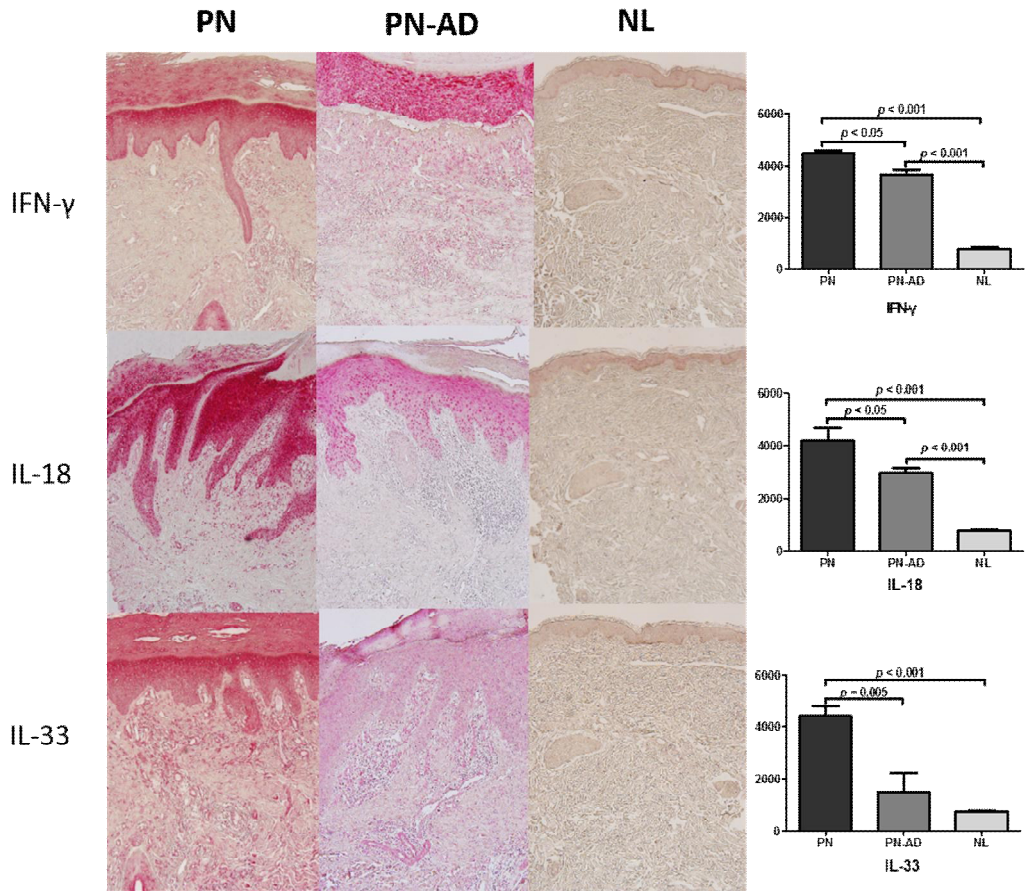 PN PN-AD NL
IFN-γ
6000
4000
2000
0
p < 0.001
p < 0.05
p < 0.001
PN PN-AD NL
IFN-γ
IL-18
6000
4000
2000
0
p < 0.001
p < 0.05
p < 0.001
PN PN-AD NL
IL-18
IL-33
6000
4000
2000
0
p < 0.001
p = 0.005
PN PN-AD NL
IL-33